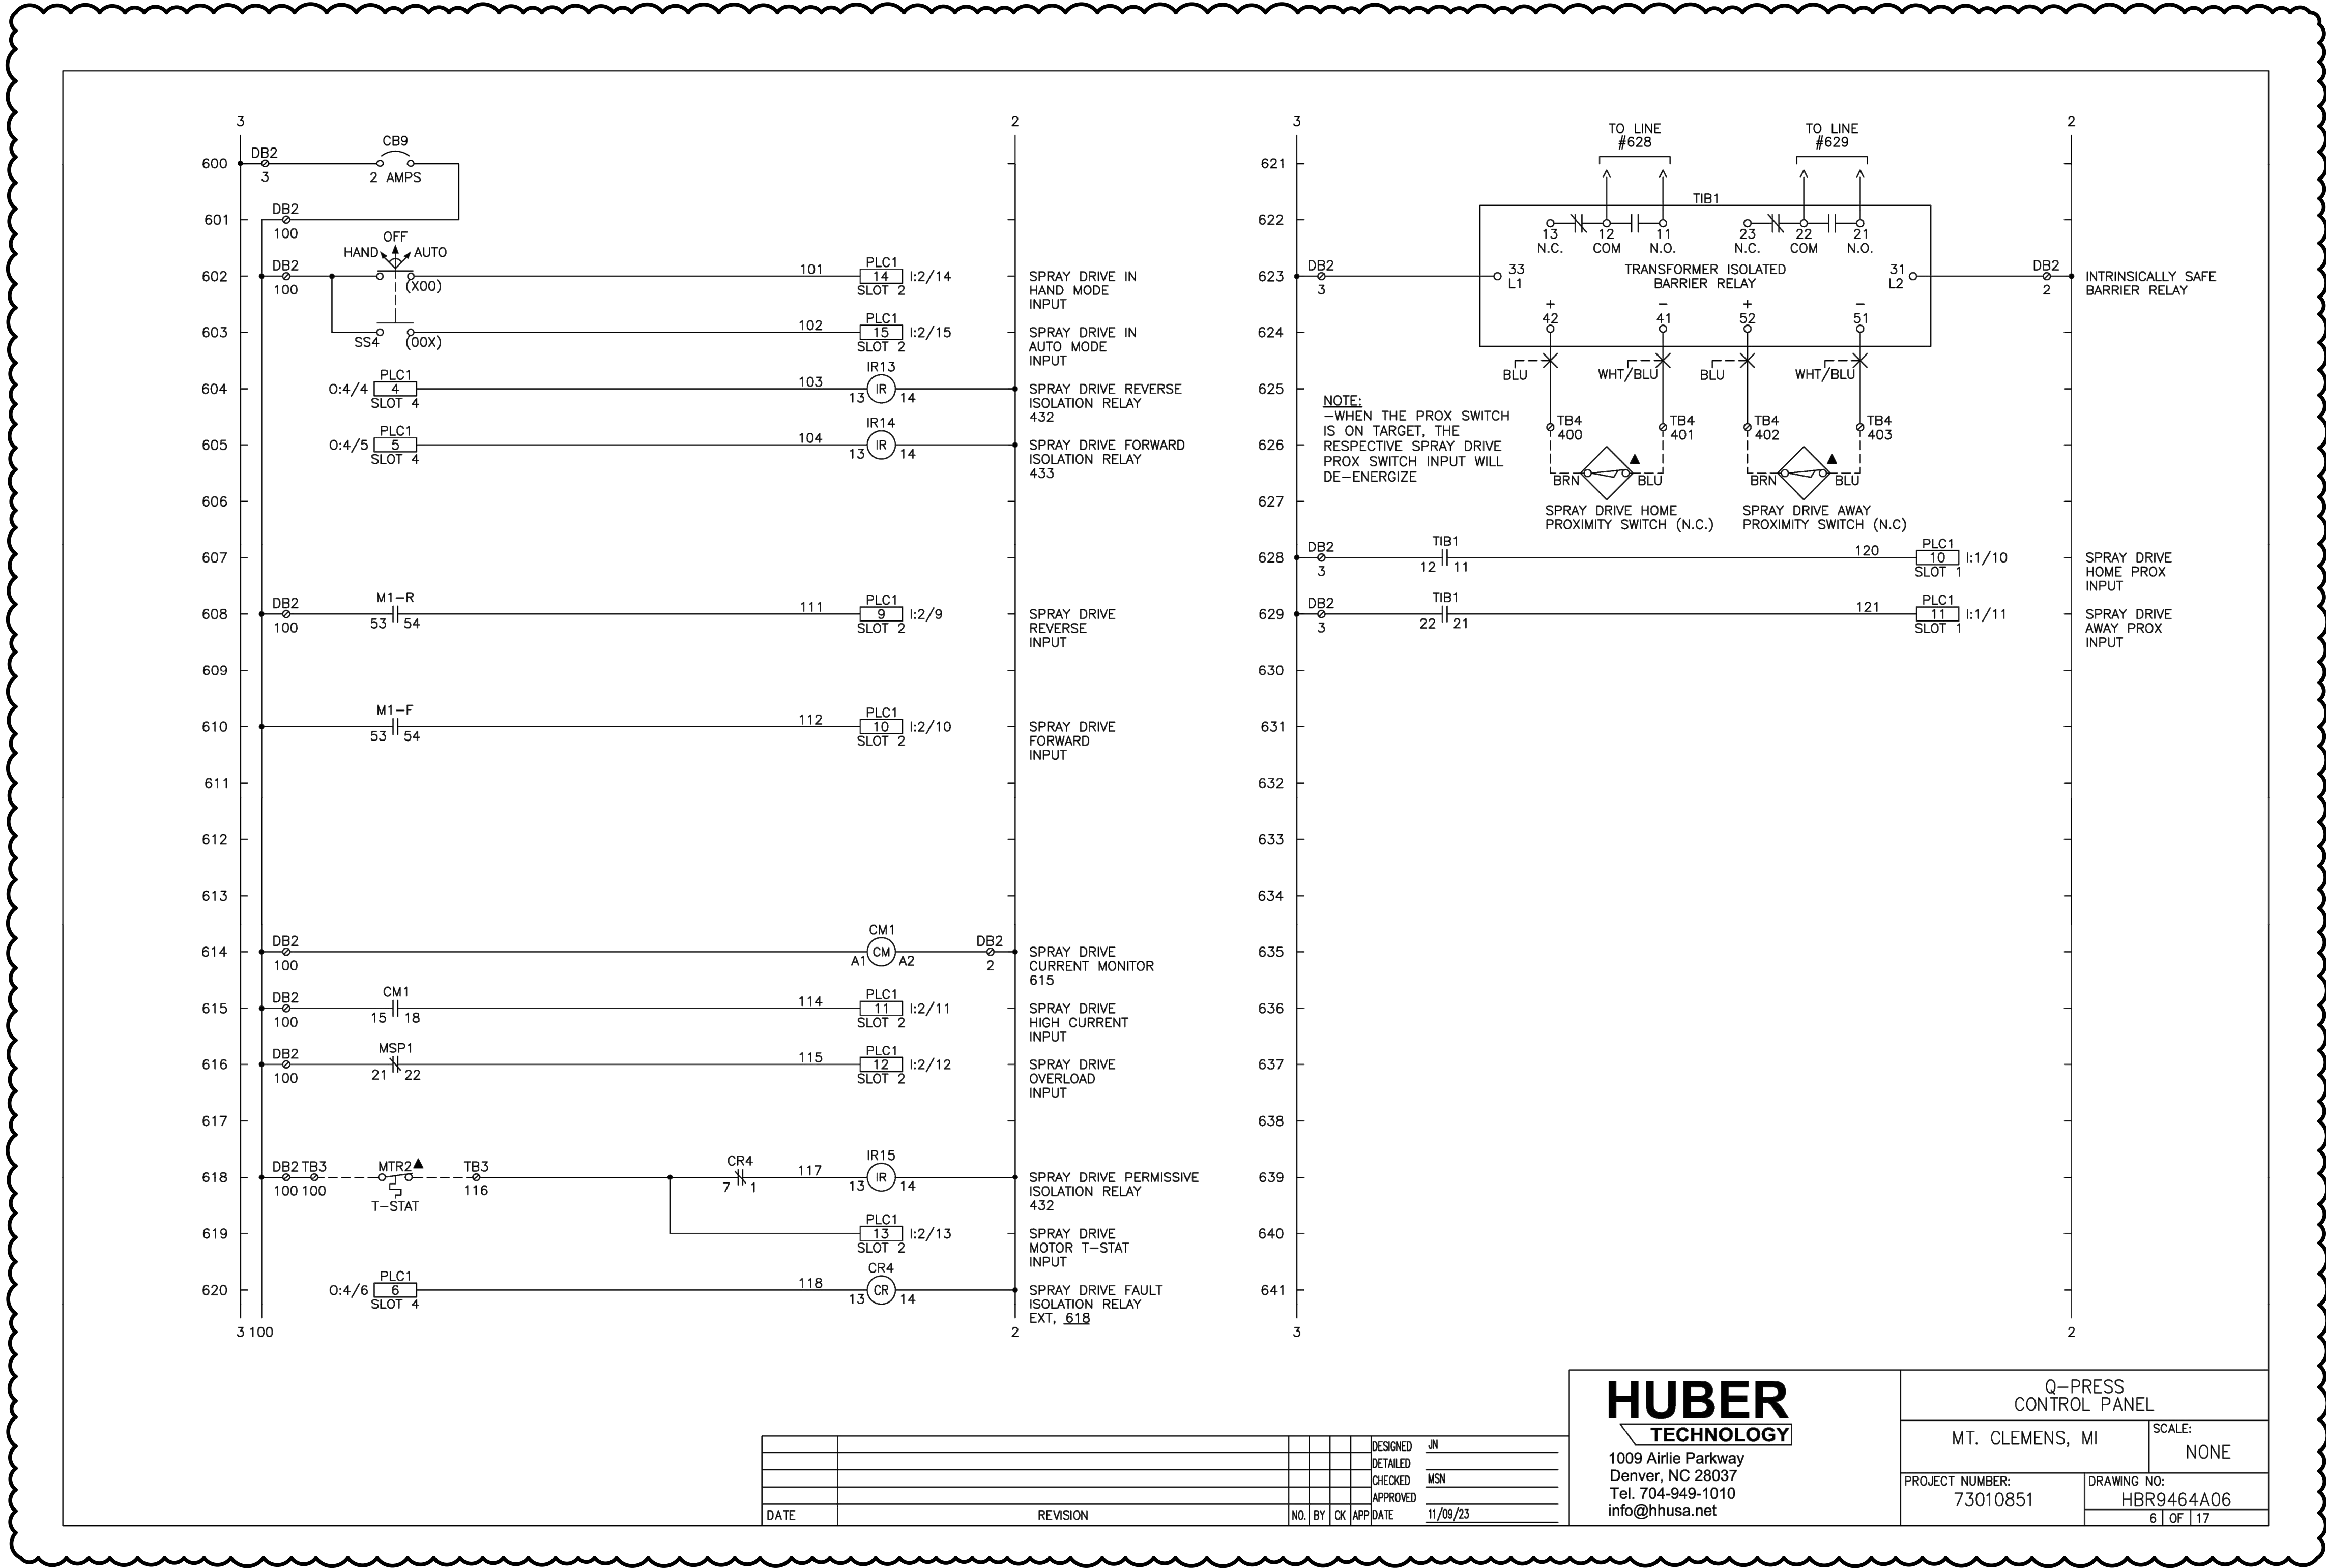 3
2
600
DB2
3
CB9
2 AMPS
601
DB2
100
OFF
HAND
AUTO
602
DB2
100
(X00)
101
PLC1
14
SLOT 2
I:2/14
SPRAY DRIVE IN
HAND MODE
INPUT
603
SS4
(00X)
102
PLC1
15
SLOT 2
I:2/15
SPRAY DRIVE IN
AUTO MODE
INPUT
604
O:4/4
PLC1
4
SLOT 4
103
IR13
13
IR
14
SPRAY DRIVE REVERSE
ISOLATION RELAY
432
605
O:4/5
PLC1
5
SLOT 4
104
IR14
13
IR
14
SPRAY DRIVE FORWARD
ISOLATION RELAY
433
606
607
608
DB2
100
M1-R
53 54
111
PLC1
9
SLOT 2
I:2/9
SPRAY DRIVE
REVERSE
INPUT
609
610
M1-F
53 54
112
PLC1
10
SLOT 2
I:2/10
SPRAY DRIVE
FORWARD
INPUT
611
612
613
614
DB2
100
CM1
A1
CM
A2
DB2
2
SPRAY DRIVE
CURRENT MONITOR
615
615
DB2
100
CM1
15 18
114
PLC1
11
SLOT 2
I:2/11
SPRAY DRIVE
HIGH CURRENT
INPUT
616
DB2
100
MSP1
21 22
115
PLC1
12
SLOT 2
I:2/12
SPRAY DRIVE
OVERLOAD
INPUT
617
618
DB2 TB3
100 100
MTR2
T-STAT
TB3
116
CR4
7 1
117
IR15
13
IR
14
SPRAY DRIVE PERMISSIVE
ISOLATION RELAY
432
619
PLC1
13
SLOT 2
I:2/13
SPRAY DRIVE
MOTOR T-STAT
INPUT
620
O:4/6
PLC1
6
SLOT 4
118
CR4
13
CR
14
SPRAY DRIVE FAULT
ISOLATION RELAY
EXT, 618
3 100
2
3
2
621
TO LINE
#628
TO LINE
#629
622
TIB1
13
N.C.
12
COM
11
N.O.
23
N.C.
22
COM
21
N.O.
623
DB2
3
33
L1
TRANSFORMER ISOLATED
BARRIER RELAY
31
L2
DB2
2
INTRINSICALLY SAFE
BARRIER RELAY
624
+
42
-
41
+
52
-
51
BLU
WHT/BLU
BLU
WHT/BLU
625
NOTE:
-WHEN THE PROX SWITCH
IS ON TARGET, THE
RESPECTIVE SPRAY DRIVE
PROX SWITCH INPUT WILL
DE-ENERGIZE
626
TB4
400
TB4
401
TB4
402
TB4
403
BRN
BLU
BRN
BLU
627
SPRAY DRIVE HOME
PROXIMITY SWITCH (N.C.)
SPRAY DRIVE AWAY
PROXIMITY SWITCH (N.C)
628
DB2
3
TIB1
12 11
120
PLC1
10
SLOT 1
I:1/10
SPRAY DRIVE
HOME PROX
INPUT
629
DB2
3
TIB1
22 21
121
PLC1
11
SLOT 1
I:1/11
SPRAY DRIVE
AWAY PROX
INPUT
630
631
632
633
634
635
636
637
638
639
640
641
3
2
DATE
REVISION
NO. BY CK APP
DESIGNED JN
DETAILED
CHECKED MSN
APPROVED
DATE 11/09/23
HUBER
TECHNOLOGY
1009 Airlie Parkway
Denver, NC 28037
Tel. 704-949-1010
info@hhusa.net
Q-PRESS
CONTROL PANEL
MT. CLEMENS, MI
SCALE:
NONE
PROJECT NUMBER:
73010851
DRAWING NO:
HBR9464A06
6 OF 17